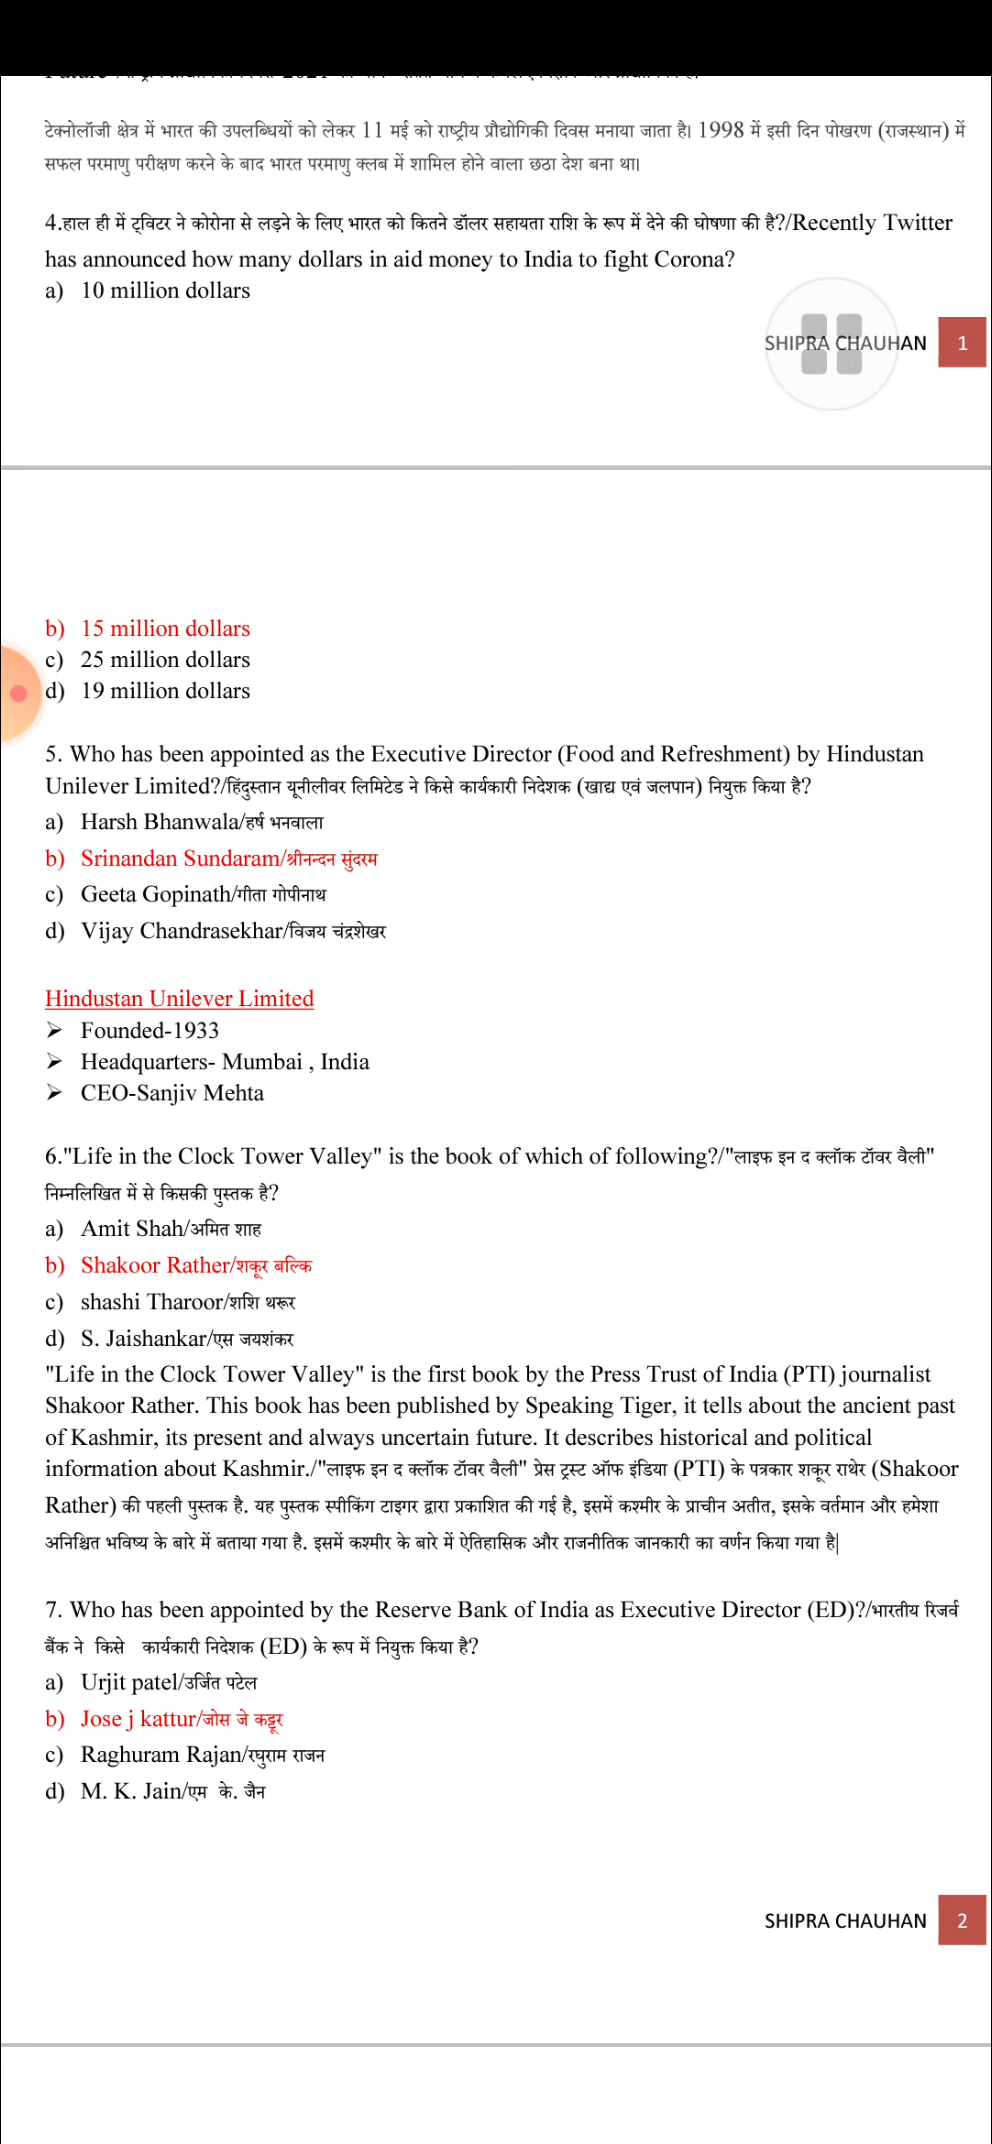 टेक्नोलॉजी क्षेत्र में भारत की उपलब्धियों को लेकर 11 मई को राष्ट्रीय प्रौद्योगिकी दिवस मनाया जाता है। 1998 में इसी दिन पोखरण (राजस्थान) में
सफल परमाणु परीक्षण करने के बाद भारत परमाणु क्लब में शामिल होने वाला छठा देश बना था।
4.हाल ही में ट्विटर ने कोरोना से लड़ने के लिए भारत को कितने डॉलर सहायता राशि के रूप में देने की घोषणा की है?/Recently Twitter
has announced how many dollars in aid money to India to fight Corona?
a) 10 million dollars
SHIPRA CHAUHAN 1
b) 15 million dollars
c) 25 million dollars
d) 19 million dollars
5. Who has been appointed as the Executive Director (Food and Refreshment) by Hindustan
Unilever Limited?/हिंदुस्तान यूनीलीवर लिमिटेड ने किसे कार्यकारी निदेशक (खाद्य एवं जलपान) नियुक्त किया है?
a) Harsh Bhanwala/हर्ष भनवाला
b) Srinandan Sundaram/श्रीनन्दन सुंदरम
c) Geeta Gopinath/गीता गोपीनाथ
d) Vijay Chandrasekhar/विजय चंद्रशेखर
Hindustan Unilever Limited
➤ Founded-1933
➤ Headquarters- Mumbai , India
➤ CEO-Sanjiv Mehta
6."Life in the Clock Tower Valley" is the book of which of following?/"लाइफ इन द क्लॉक टॉवर वैली"
निम्नलिखित में से किसकी पुस्तक है?
a) Amit Shah/अमित शाह
b) Shakoor Rather/शकूर बल्कि
c) shashi Tharoor/शशि थरूर
d) S. Jaishankar/एस जयशंकर
"Life in the Clock Tower Valley" is the first book by the Press Trust of India (PTI) journalist
Shakoor Rather. This book has been published by Speaking Tiger, it tells about the ancient past
of Kashmir, its present and always uncertain future. It describes historical and political
information about Kashmir./"लाइफ इन द क्लॉक टॉवर वैली" प्रेस ट्रस्ट ऑफ इंडिया (PTI) के पत्रकार शकूर राथेर (Shakoor
Rather) की पहली पुस्तक है. यह पुस्तक स्पीकिंग टाइगर द्वारा प्रकाशित की गई है, इसमें कश्मीर के प्राचीन अतीत, इसके वर्तमान और हमेशा
अनिश्चित भविष्य के बारे में बताया गया है. इसमें कश्मीर के बारे में ऐतिहासिक और राजनीतिक जानकारी का वर्णन किया गया है|
7. Who has been appointed by the Reserve Bank of India as Executive Director (ED)?/भारतीय रिजर्व
बैंक ने किसे कार्यकारी निदेशक (ED) के रूप में नियुक्त किया है?
a) Urjit patel/उर्जित पटेल
b) Jose j kattur/जोस जे कट्टूर
c) Raghuram Rajan/रघुराम राजन
d) M. K. Jain/एम के. जैन
SHIPRA CHAUHAN 2